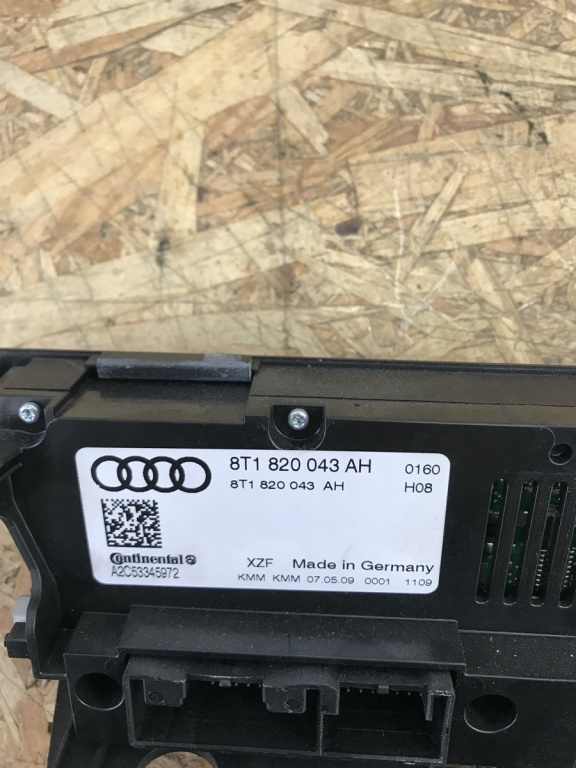 8T1 820 043 AH 0160
8T1 820 043 AH H08
Continental
A2C53345972
XZF Made in Germany
KMM KMM 07.05.09 0001 1109